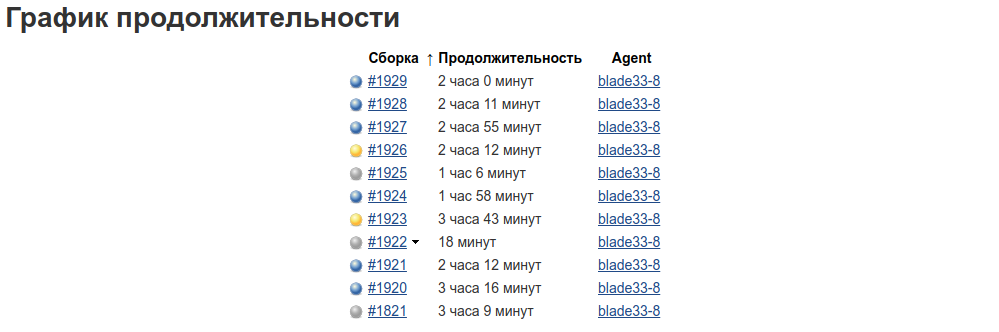 График продолжительности
Сборка ↑ Продолжительность Agent
#1929 2 часа 0 минут blade33-8
#1928 2 часа 11 минут blade33-8
#1927 2 часа 55 минут blade33-8
#1926 2 часа 12 минут blade33-8
#1925 1 час 6 минут blade33-8
#1924 1 час 58 минут blade33-8
#1923 3 часа 43 минут blade33-8
#1922 18 минут blade33-8
#1921 2 часа 12 минут blade33-8
#1920 3 часа 16 минут blade33-8
#1821 3 часа 9 минут blade33-8